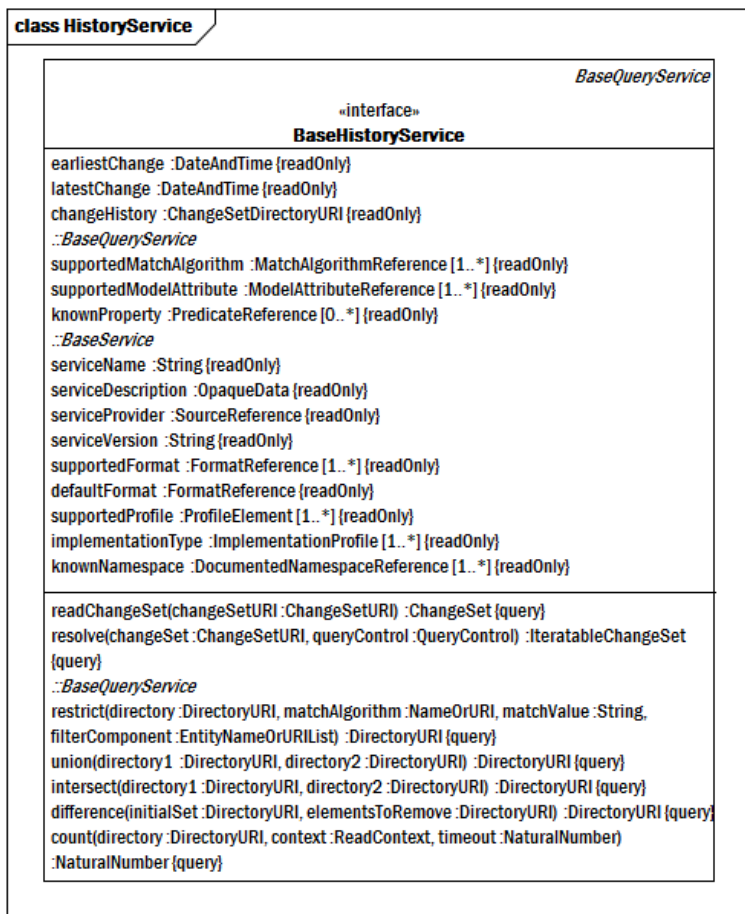 class HistoryService
BaseQueryService
«interface»
BaseHistoryService
earliestChange :DateAndTime {readOnly}
latestChange :DateAndTime {readOnly}
changeHistory :ChangeSetDirectoryURI {readOnly}
::BaseQueryService
supportedMatchAlgorithm :MatchAlgorithmReference [1..*] {readOnly}
supportedModelAttribute :ModelAttributeReference [1..*] {readOnly}
knownProperty :PredicateReference [0..*] {readOnly}
::BaseService
serviceName :String {readOnly}
serviceDescription :OpaqueData {readOnly}
serviceProvider :SourceReference {readOnly}
serviceVersion :String {readOnly}
supportedFormat :FormatReference [1..*] {readOnly}
defaultFormat :FormatReference {readOnly}
supportedProfile :ProfileElement [1..*] {readOnly}
implementationType :ImplementationProfile [1..*] {readOnly}
knownNamespace :DocumentedNamespaceReference [1..*] {readOnly}
readChangeSet(changeSetURI :ChangeSetURI) :ChangeSet {query}
resolve(changeSet :ChangeSetURI, queryControl :QueryControl) :IteratableChangeSet
{query}
::BaseQueryService
restrict(directory :DirectoryURI, matchAlgorithm :NameOrURI, matchValue :String,
filterComponent :EntityNameOrURIList) :DirectoryURI {query}
union(directory1 :DirectoryURI, directory2 :DirectoryURI) :DirectoryURI {query}
intersect(directory1 :DirectoryURI, directory2 :DirectoryURI) :DirectoryURI {query}
difference(initialSet :DirectoryURI, elementsToRemove :DirectoryURI) :DirectoryURI {query}
count(directory :DirectoryURI, context :ReadContext, timeout :NaturalNumber)
:NaturalNumber {query}